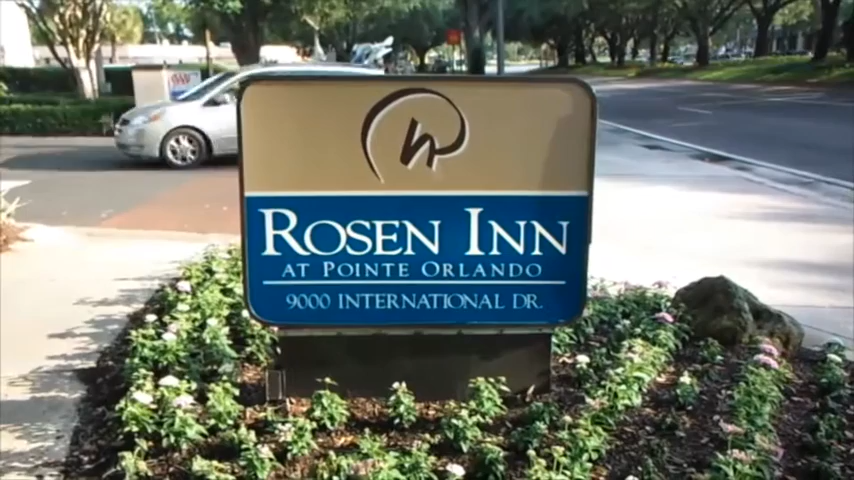 ROSEN INN
AT POINTE ORLANDO
9000 INTERNATIONAL DR.